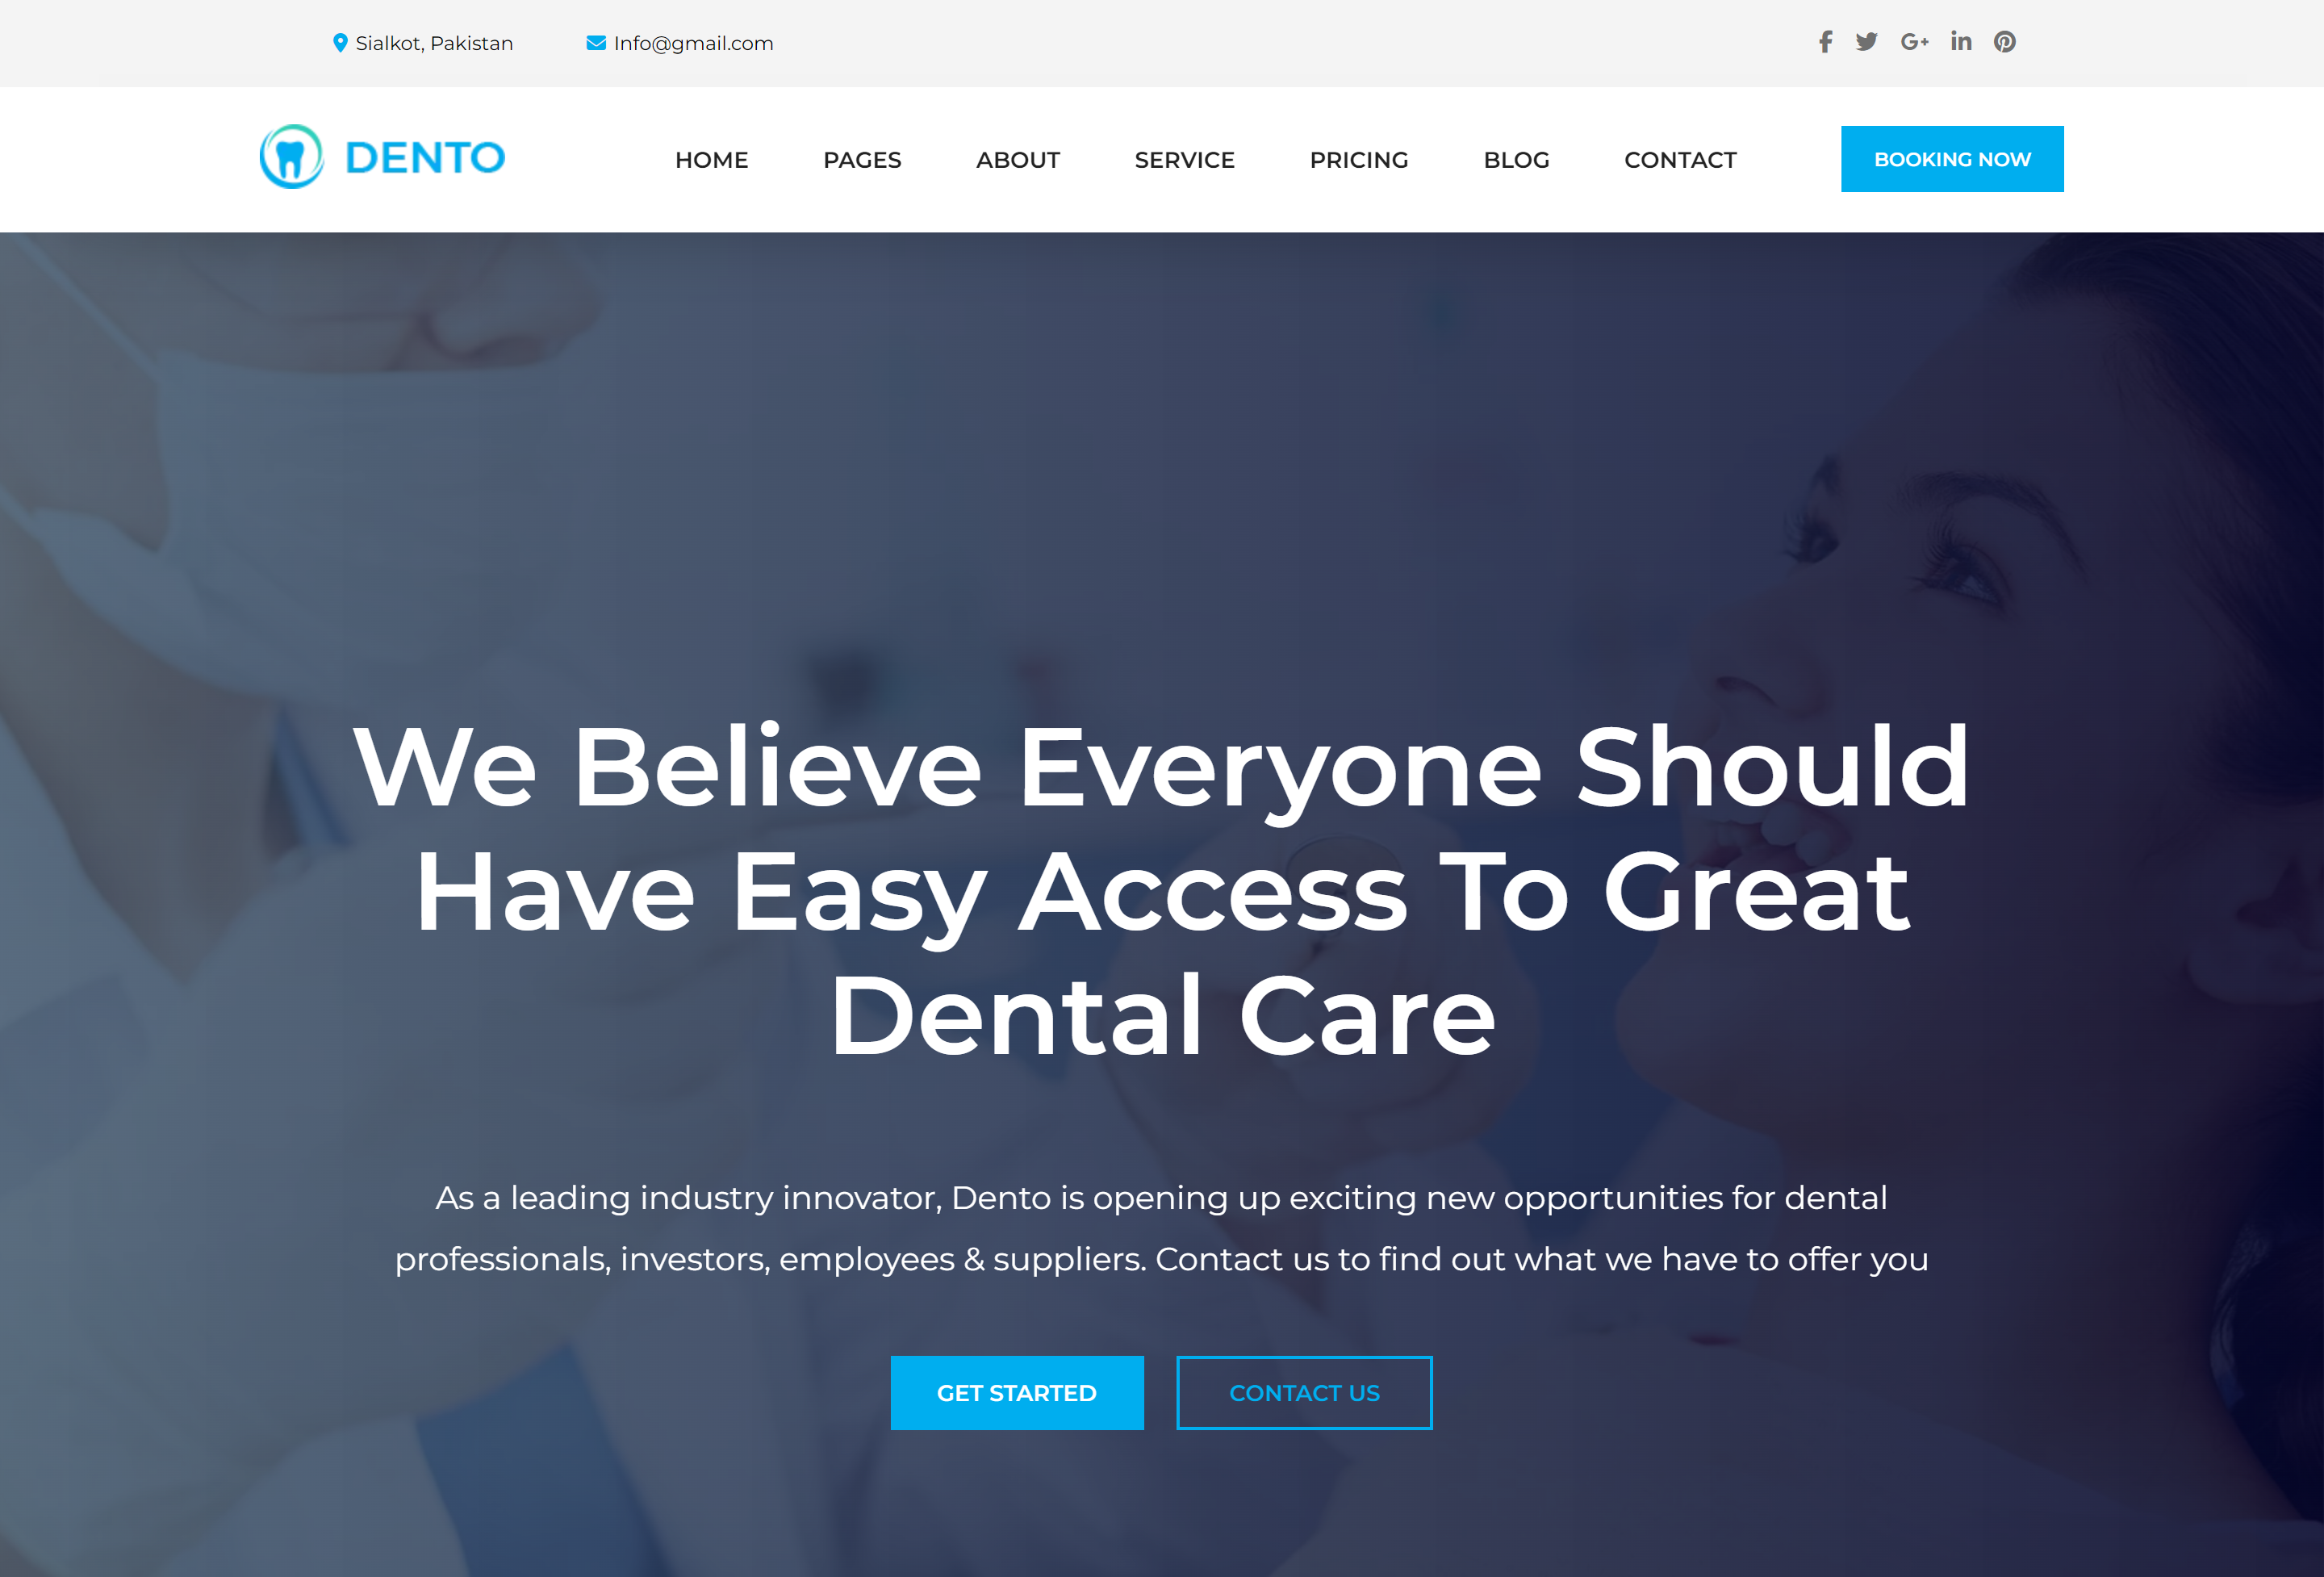 Sialkot, Pakistan
Info@gmail.com
DENTO
HOME PAGES ABOUT SERVICE PRICING BLOG CONTACT
BOOKING NOW
We Believe Everyone Should
Have Easy Access To Great
Dental Care
As a leading industry innovator, Dento is opening up exciting new opportunities for dental
professionals, investors, employees & suppliers. Contact us to find out what we have to offer you
GET STARTED
CONTACT US